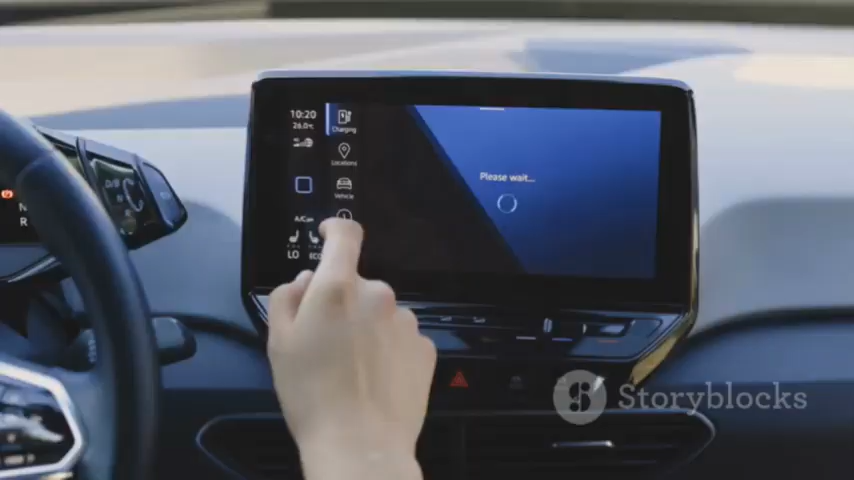 10:20
26.0°C
Charging
Locations
Vehicle
Please wait...
A/C
LO
ECO
N
R
Storyblocks